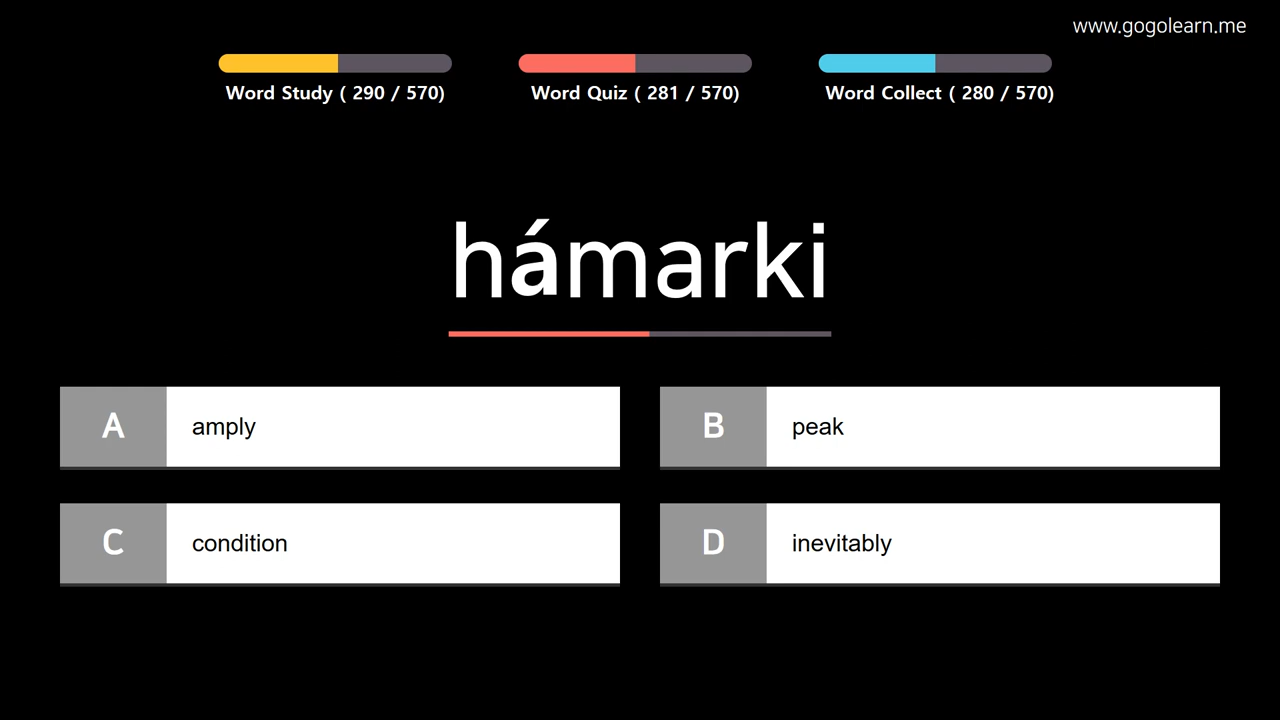 www.gogolearn.me
Word Study ( 290 / 570)
Word Quiz ( 281 / 570)
Word Collect ( 280 / 570)
hámarki
A amply
B peak
C condition
D inevitably